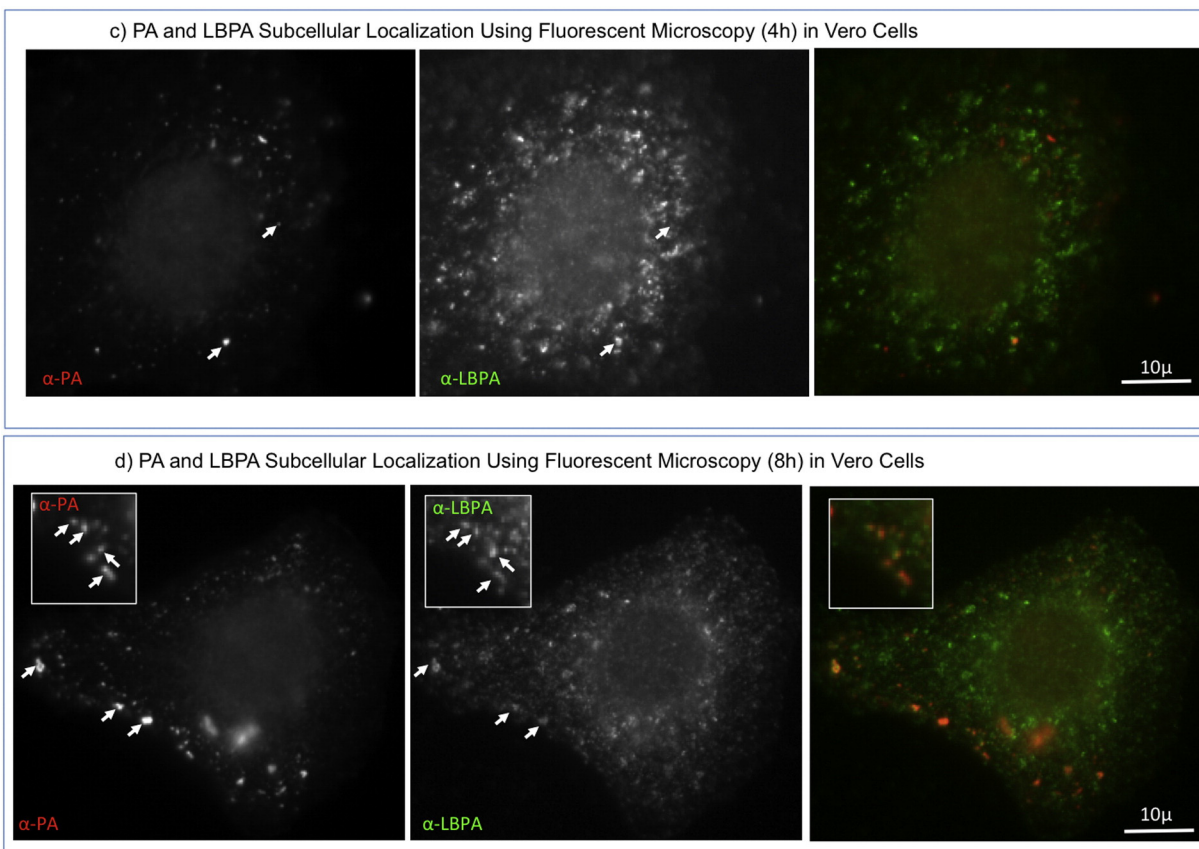 c) PA and LBPA Subcellular Localization Using Fluorescent Microscopy (4h) in Vero Cells
α-PA
α-LBPA
10µ
d) PA and LBPA Subcellular Localization Using Fluorescent Microscopy (8h) in Vero Cells
α-PA
α-LBPA
α-PA
α-LBPA
10µ